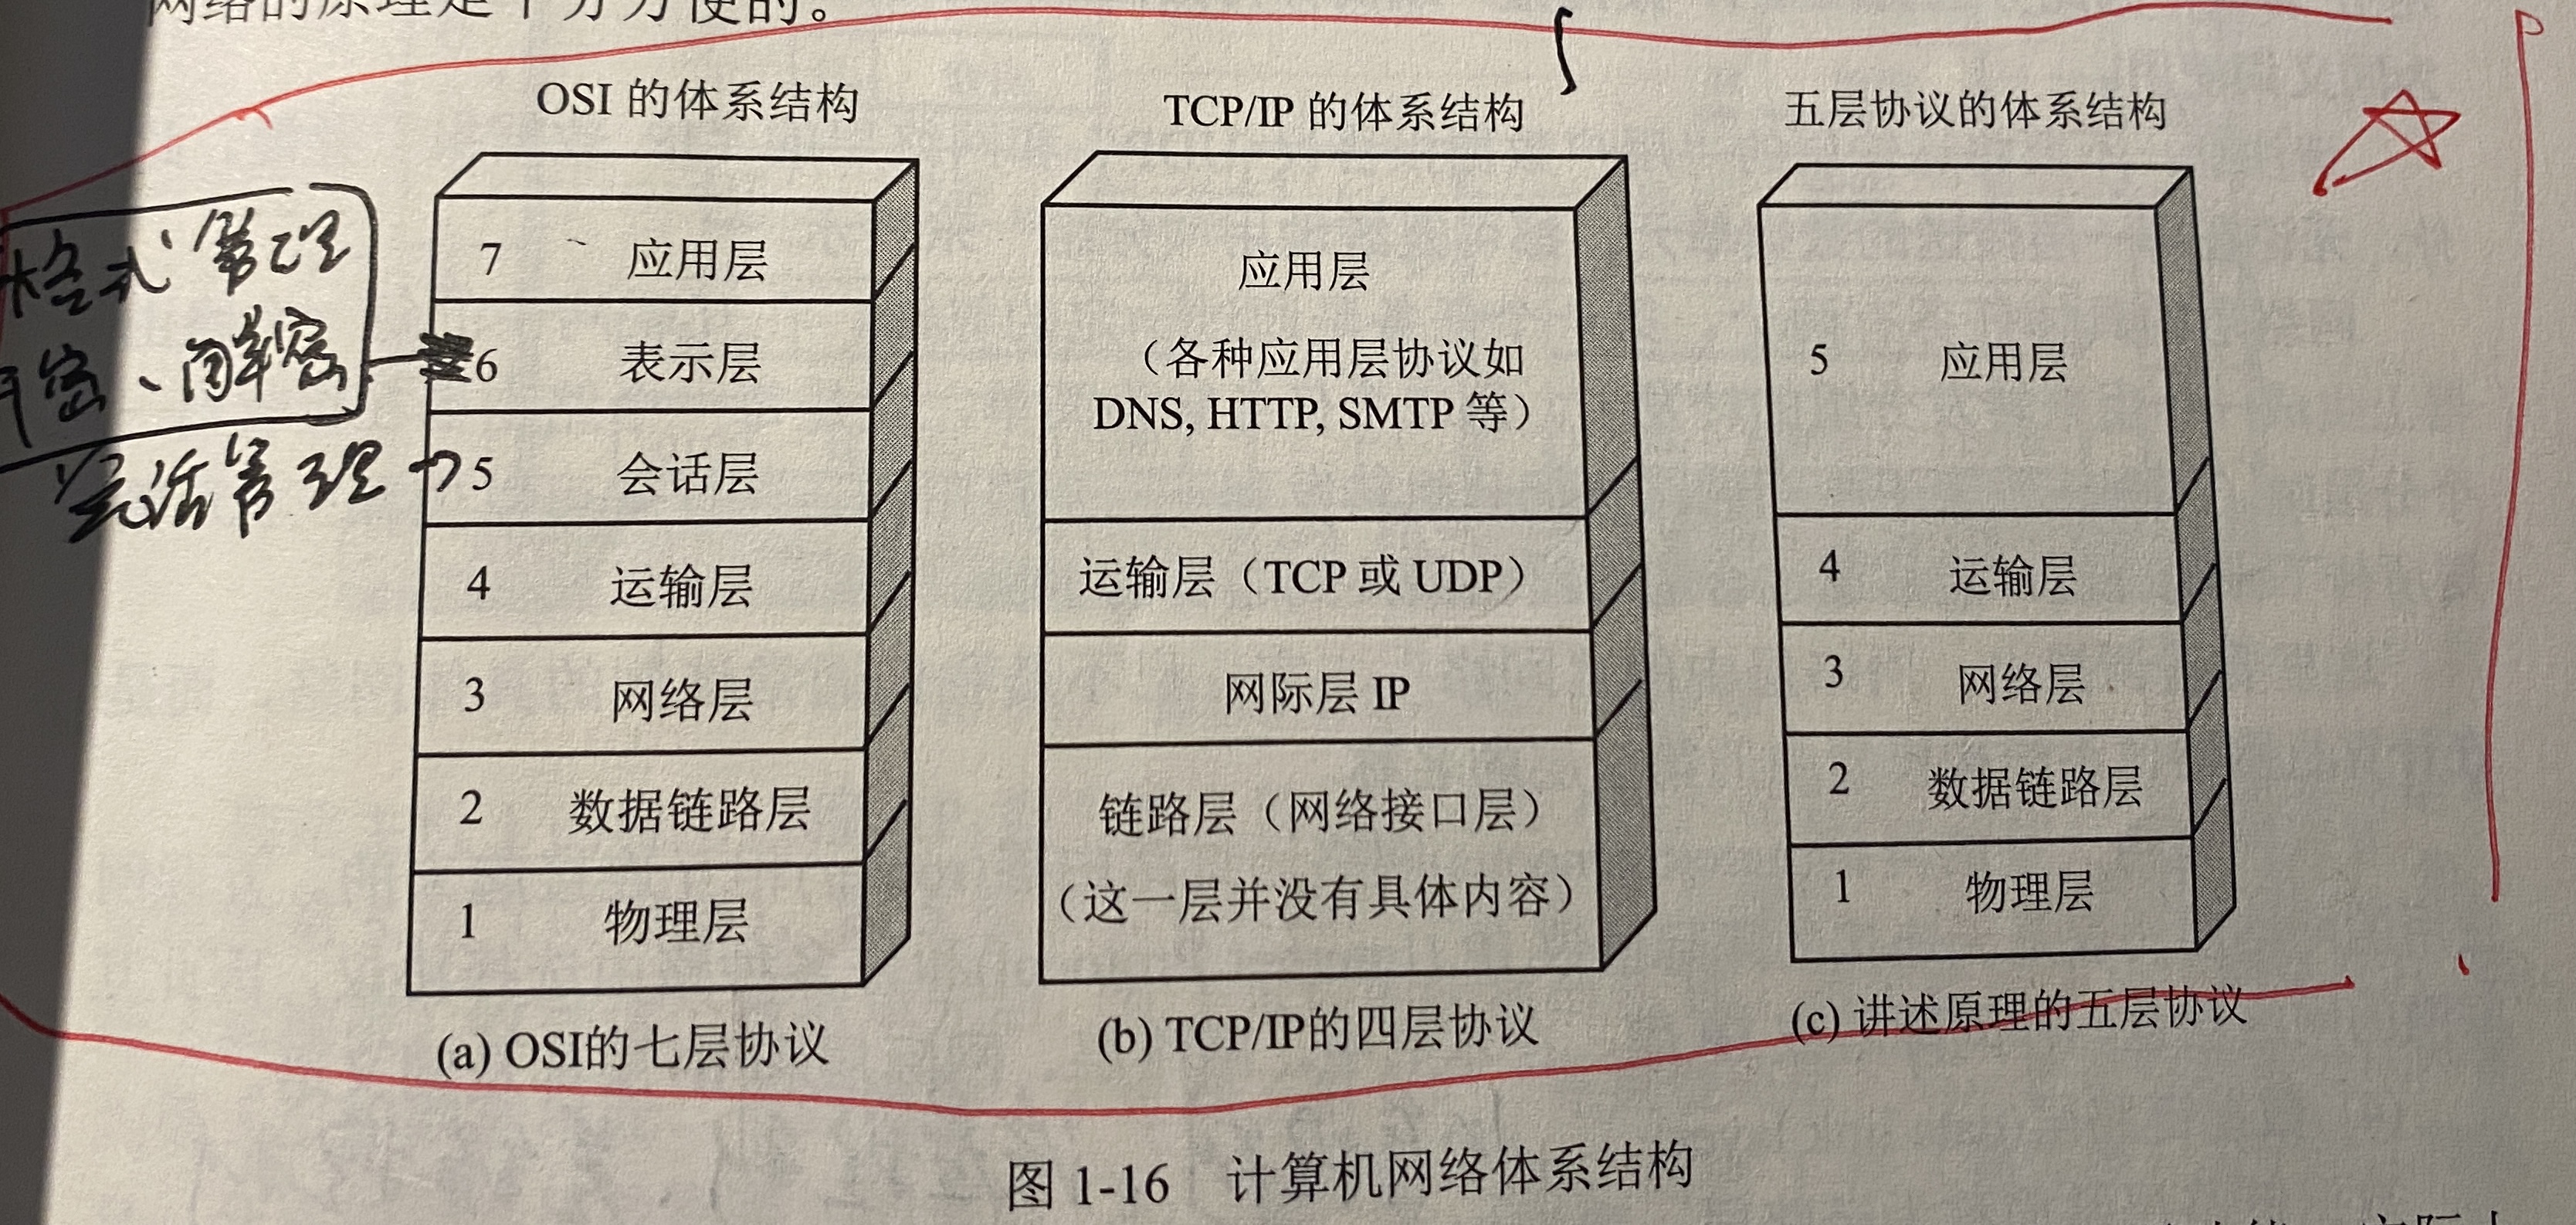 网络的原理是十分方便的。
OSI 的体系结构
7 应用层
6 表示层
5 会话层
4 运输层
3 网络层
2 数据链路层
1 物理层
(a) OSI的七层协议
格式管理
密、解密
会话管理
TCP/IP 的体系结构
应用层
（各种应用层协议如
DNS, HTTP, SMTP 等）
运输层（TCP 或 UDP）
网际层 IP
链路层（网络接口层）
（这一层并没有具体内容）
(b) TCP/IP的四层协议
五层协议的体系结构
5 应用层
4 运输层
3 网络层
2 数据链路层
1 物理层
(c) 讲述原理的五层协议
图 1-16 计算机网络体系结构